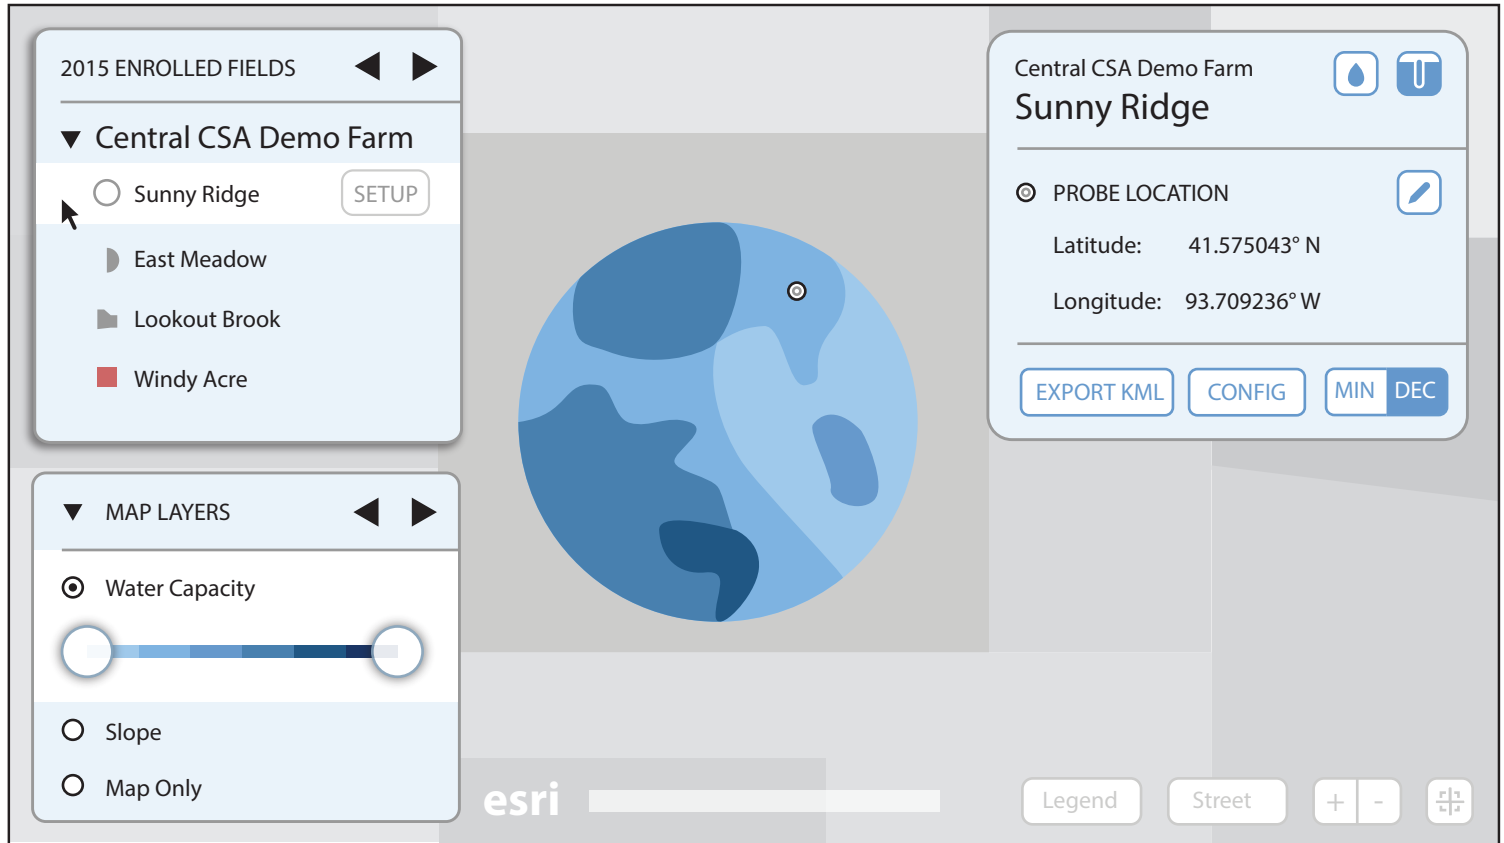 2015 ENROLLED FIELDS
Central CSA Demo Farm
Sunny Ridge
SETUP
East Meadow
Lookout Brook
Windy Acre
MAP LAYERS
Water Capacity
Slope
Map Only
Central CSA Demo Farm
Sunny Ridge
PROBE LOCATION
Latitude: 41.575043° N
Longitude: 93.709236° W
EXPORT KML
CONFIG
MIN DEC
esri
Legend
Street
+ -